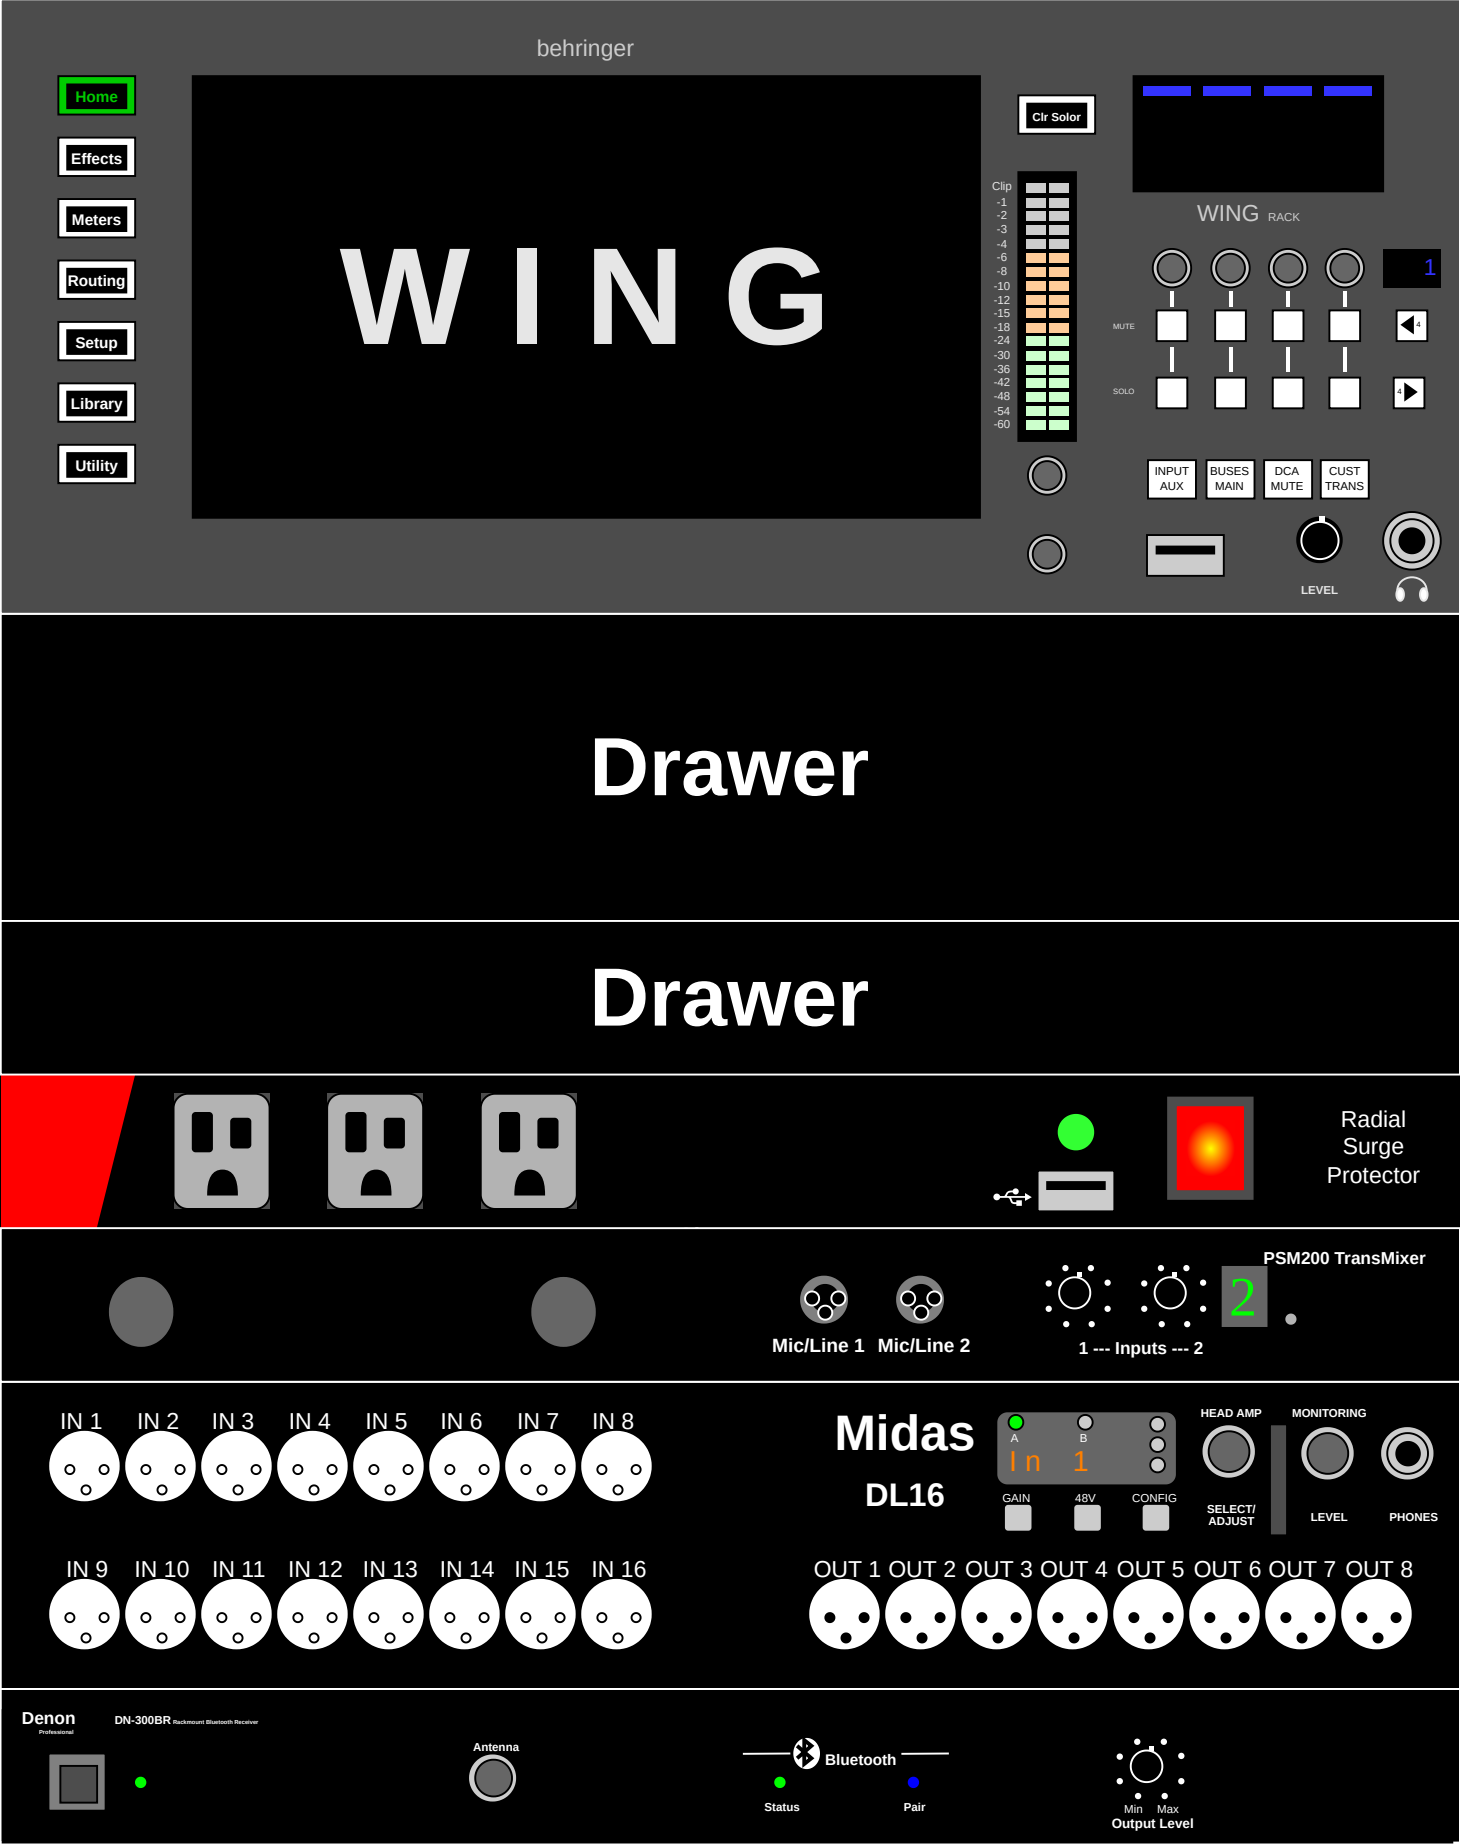 behringer
Home
Effects
Meters
Routing
Setup
Library
Utility
WING
Clr Solor
Clip
-1
-2
-3
-4
-6
-8
-10
-12
-15
-18
-24
-30
-36
-42
-48
-54
-60
WING RACK
1
MUTE
4
SOLO
4
INPUT
AUX
BUSES
MAIN
DCA
MUTE
CUST
TRANS
LEVEL
Drawer
Drawer
Radial
Surge
Protector
PSM200 TransMixer
2
Mic/Line 1 Mic/Line 2
1 --- Inputs --- 2
IN 1 IN 2 IN 3 IN 4 IN 5 IN 6 IN 7 IN 8
Midas
DL16
A B
In 1
GAIN 48V CONFIG
HEAD AMP
SELECT/
ADJUST
MONITORING
LEVEL
PHONES
IN 9 IN 10 IN 11 IN 12 IN 13 IN 14 IN 15 IN 16
OUT 1 OUT 2 OUT 3 OUT 4 OUT 5 OUT 6 OUT 7 OUT 8
Denon
Professional
DN-300BR Rackmount Bluetooth Receiver
Antenna
Bluetooth
Status
Pair
Min Max
Output Level